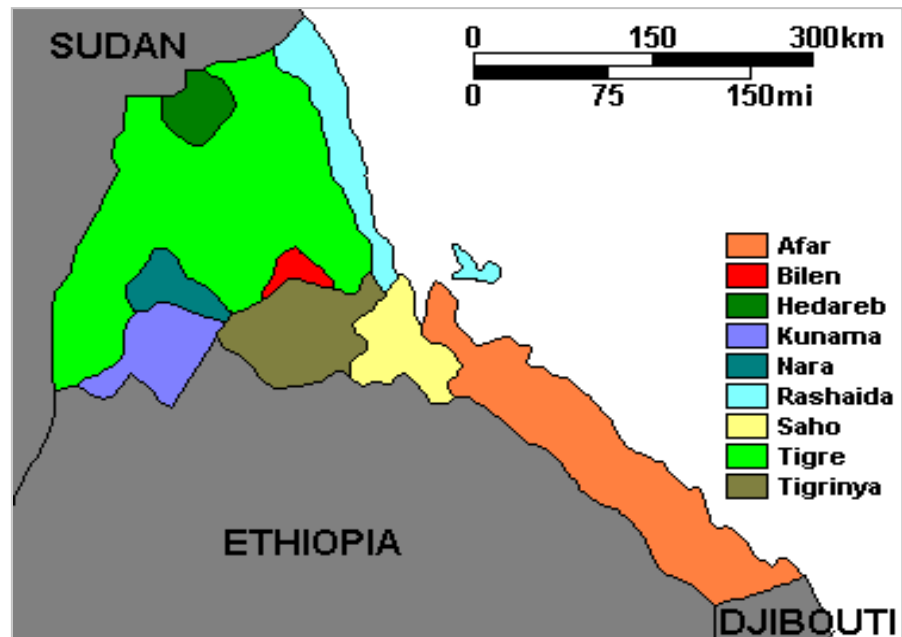 SUDAN
0 150 300km
0 75 150mi
Afar
Bilen
Hedareb
Kunama
Nara
Rashaida
Saho
Tigre
Tigrinya
ETHIOPIA
DJIBOUTI